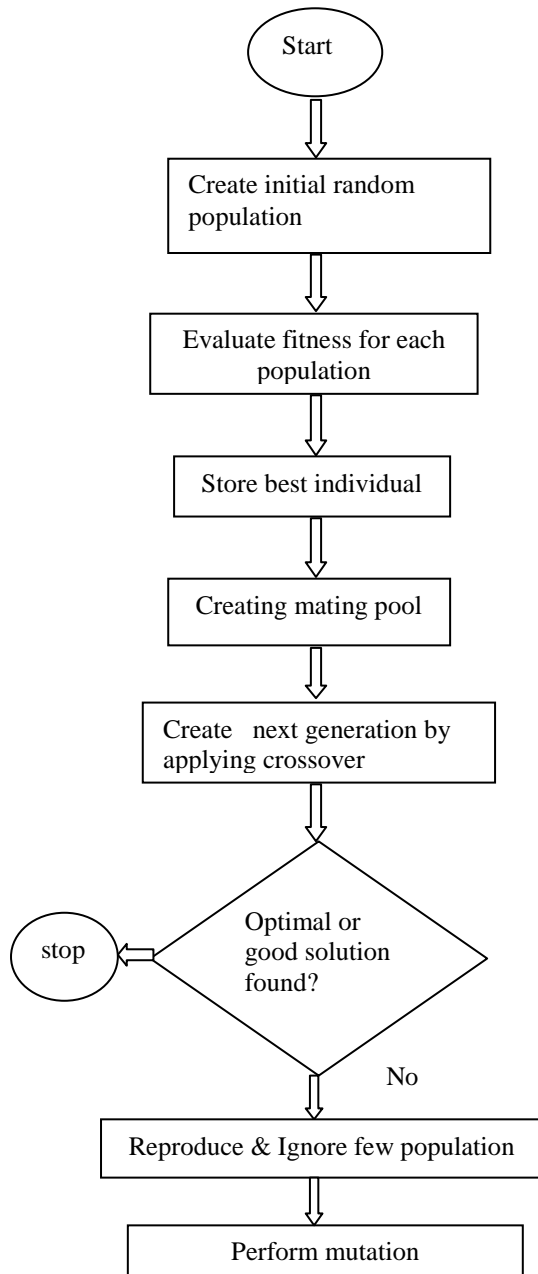 Start
Create initial random
population
Evaluate fitness for each
population
Store best individual
Creating mating pool
Create next generation by
applying crossover
Optimal or
good solution
found?
stop
No
Reproduce & Ignore few population
Perform mutation